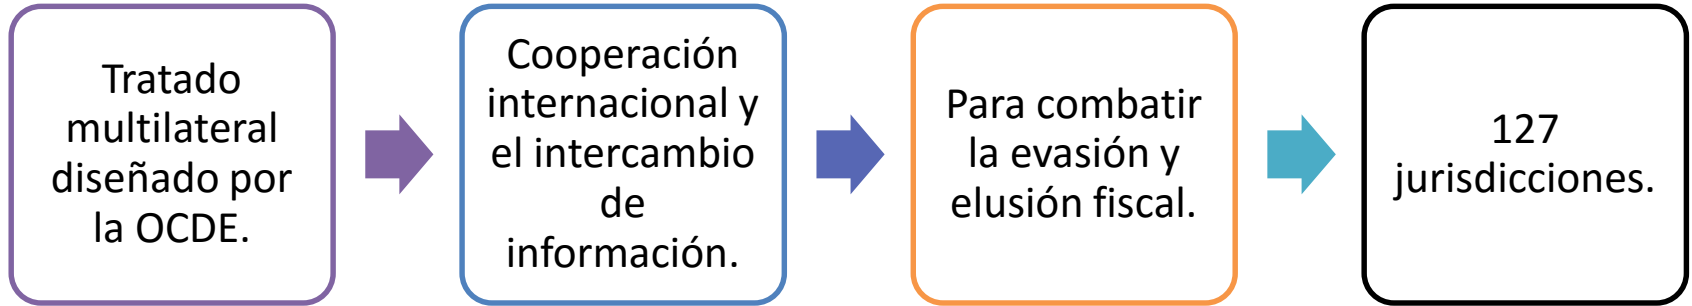 Tratado
multilateral
diseñado por
la OCDE.
Cooperación
internacional y
el intercambio
de
información.
Para combatir
la evasión y
elusión fiscal.
127
jurisdicciones.